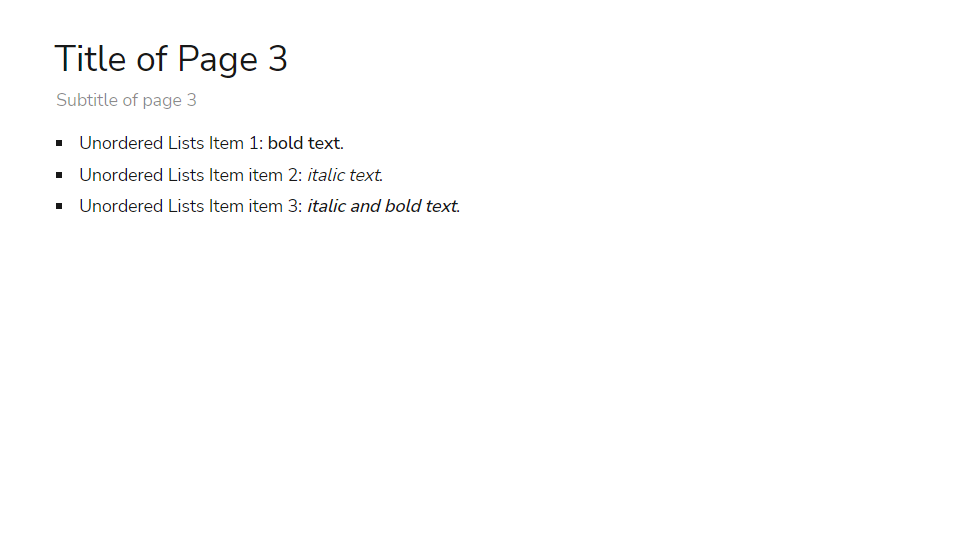 Title of Page 3
Subtitle of page 3
Unordered Lists Item 1: bold text.
Unordered Lists Item item 2: italic text.
Unordered Lists Item item 3: italic and bold text.